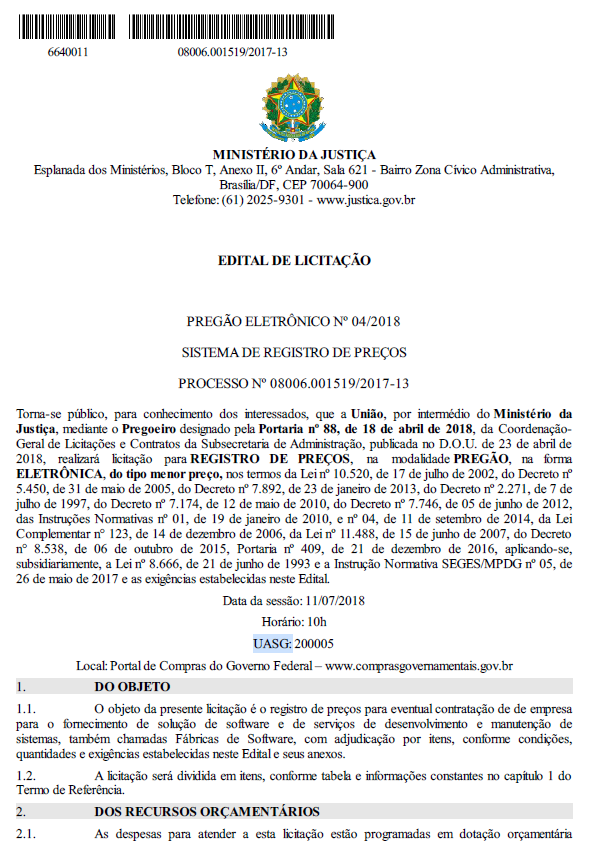 6640011 08006.001519/2017-13
MINISTÉRIO DA JUSTIÇA
Esplanada dos Ministérios, Bloco T, Anexo II, 6º Andar, Sala 621 - Bairro Zona Cívico Administrativa,
Brasília/DF, CEP 70064-900
Telefone: (61) 2025-9301 - www.justica.gov.br
EDITAL DE LICITAÇÃO
PREGÃO ELETRÔNICO Nº 04/2018
SISTEMA DE REGISTRO DE PREÇOS
PROCESSO Nº 08006.001519/2017-13
Torna-se público, para conhecimento dos interessados, que a União, por intermédio do Ministério da
Justiça, mediante o Pregoeiro designado pela Portaria nº 88, de 18 de abril de 2018, da Coordenação-
Geral de Licitações e Contratos da Subsecretaria de Administração, publicada no D.O.U. de 23 de abril de
2018, realizará licitação para REGISTRO DE PREÇOS, na modalidade PREGÃO, na forma
ELETRÔNICA, do tipo menor preço, nos termos da Lei nº 10.520, de 17 de julho de 2002, do Decreto nº
5.450, de 31 de maio de 2005, do Decreto nº 7.892, de 23 de janeiro de 2013, do Decreto nº 2.271, de 7 de
julho de 1997, do Decreto nº 7.174, de 12 de maio de 2010, do Decreto nº 7.746, de 05 de junho de 2012,
das Instruções Normativas nº 01, de 19 de janeiro de 2010, e nº 04, de 11 de setembro de 2014, da Lei
Complementar n° 123, de 14 de dezembro de 2006, da Lei nº 11.488, de 15 de junho de 2007, do Decreto
n° 8.538, de 06 de outubro de 2015, Portaria nº 409, de 21 de dezembro de 2016, aplicando-se,
subsidiariamente, a Lei nº 8.666, de 21 de junho de 1993 e a Instrução Normativa SEGES/MPDG nº 05, de
26 de maio de 2017 e as exigências estabelecidas neste Edital.
Data da sessão: 11/07/2018
Horário: 10h
UASG: 200005
Local: Portal de Compras do Governo Federal – www.comprasgovernamentais.gov.br
1. DO OBJETO
1.1. O objeto da presente licitação é o registro de preços para eventual contratação de de empresa
para o fornecimento de solução de software e de serviços de desenvolvimento e manutenção de
sistemas, também chamadas Fábricas de Software, com adjudicação por itens, conforme condições,
quantidades e exigências estabelecidas neste Edital e seus anexos.
1.2. A licitação será dividida em itens, conforme tabela e informações constantes no capítulo 1 do
Termo de Referência.
2. DOS RECURSOS ORÇAMENTÁRIOS
2.1. As despesas para atender a esta licitação estão programadas em dotação orçamentária